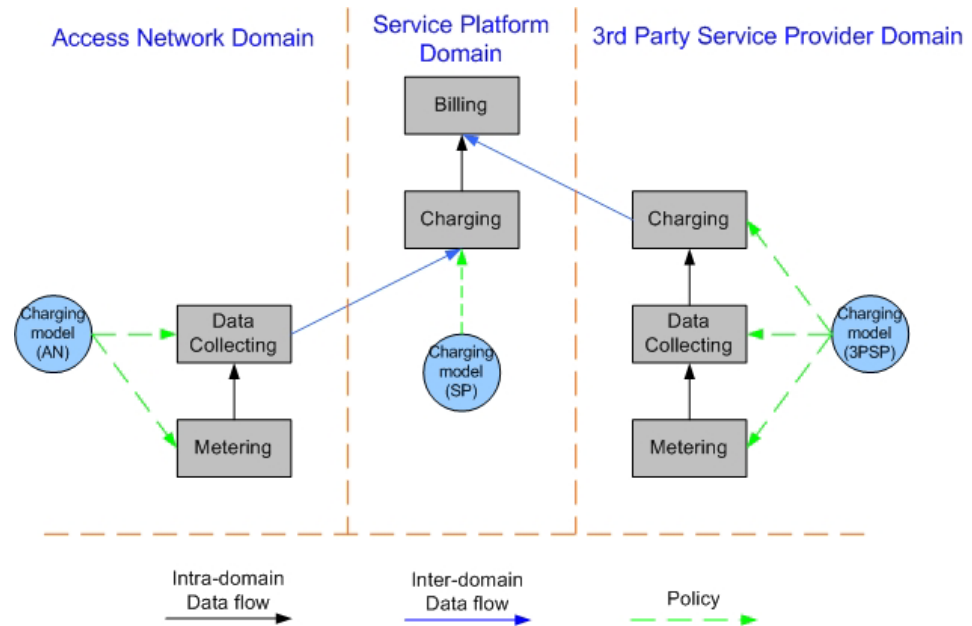 Access Network Domain
Service Platform
Domain
3rd Party Service Provider Domain
Billing
Charging
Charging
Charging
model
(AN)
Data
Collecting
Charging
model
(SP)
Data
Collecting
Charging
model
(3PSP)
Metering
Metering
Intra-domain
Data flow
Inter-domain
Data flow
Policy